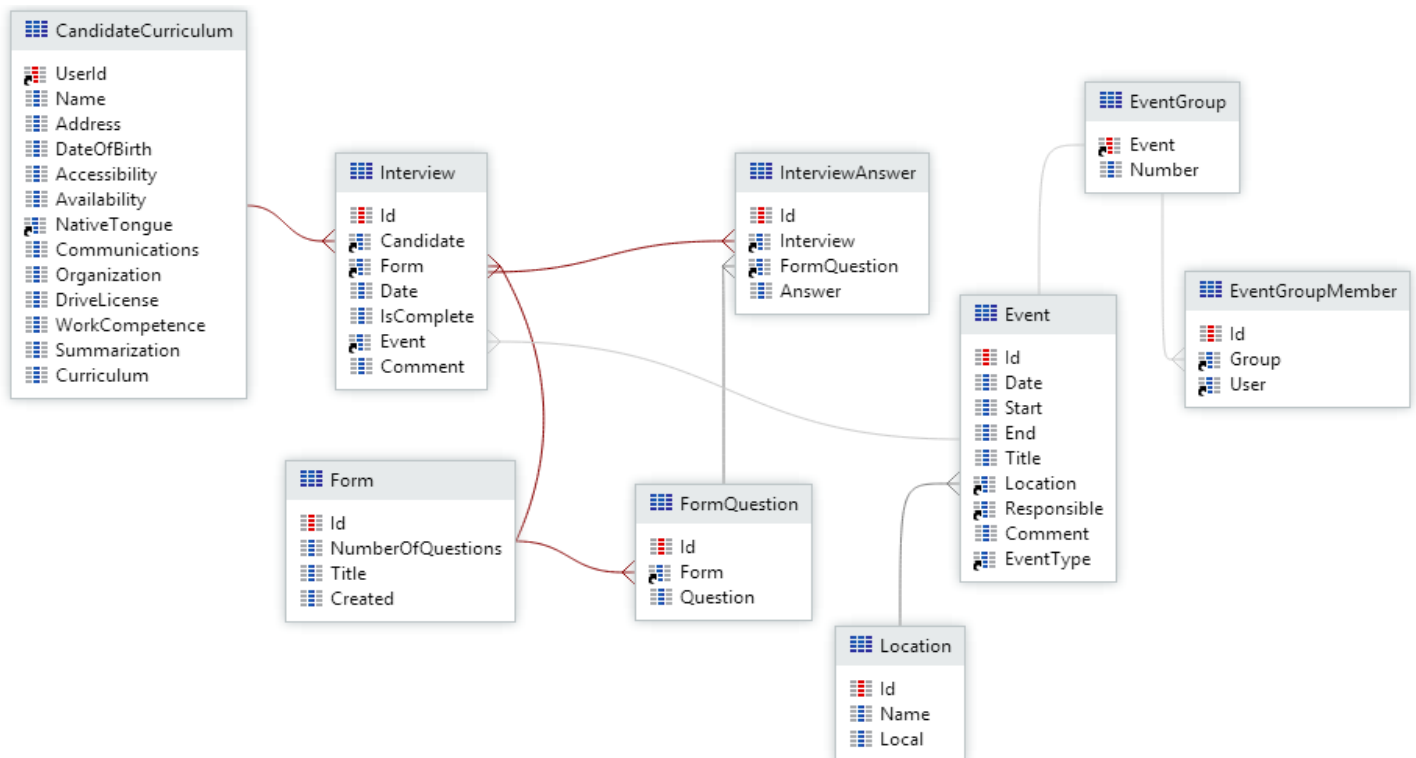 CandidateCurriculum
UserId
Name
Address
DateOfBirth
Accessibility
Availability
NativeTongue
Communications
Organization
DriveLicense
WorkCompetence
Summarization
Curriculum
Interview
Id
Candidate
Form
Date
IsComplete
Event
Comment
InterviewAnswer
Id
Interview
FormQuestion
Answer
EventGroup
Event
Number
EventGroupMember
Id
Group
User
Event
Id
Date
Start
End
Title
Location
Responsible
Comment
EventType
Form
Id
NumberOfQuestions
Title
Created
FormQuestion
Id
Form
Question
Location
Id
Name
Local